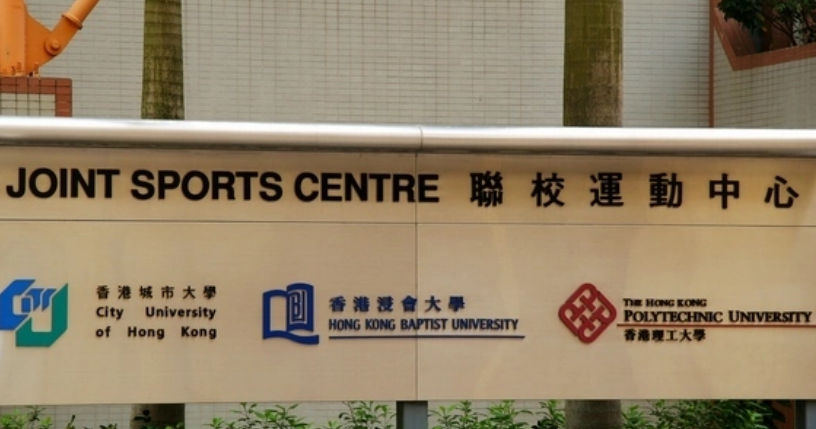 JOINT SPORTS CENTRE 聯校運動中心
香港城市大學
City University
of Hong Kong
香港浸會大學
HONG KONG BAPTIST UNIVERSITY
THE HONG KONG
POLYTECHNIC UNIVERSITY
香港理工大學